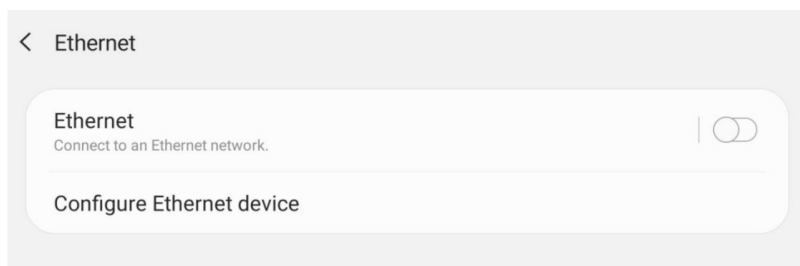 Ethernet
Ethernet
Connect to an Ethernet network.
Configure Ethernet device